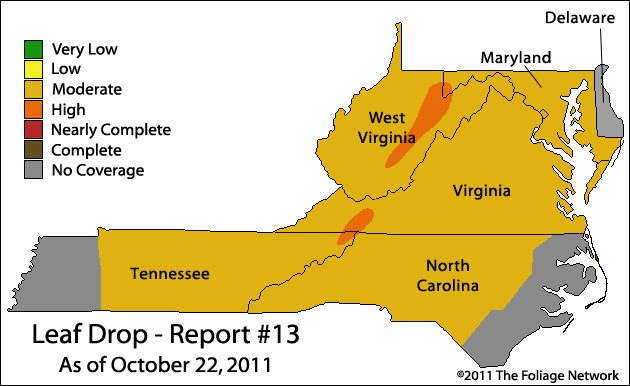 Delaware
Maryland
Very Low
Low
Moderate
High
Nearly Complete
Complete
No Coverage
West
Virginia
Virginia
Tennessee
North
Carolina
Leaf Drop - Report #13
As of October 22, 2011
©2011 The Foliage Network